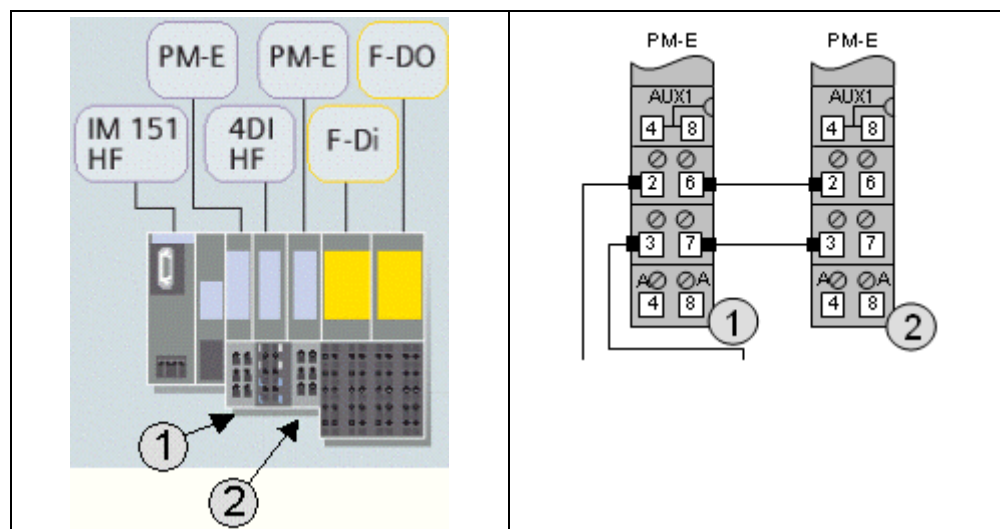 PM-E PM-E F-DO
IM 151
HF
4DI
HF
F-Di
1
2
PM-E PM-E
AUX1 AUX1
4 8 4 8
2 6 2 6
3 7 3 7
A A A A
4 8 4 8
1 2